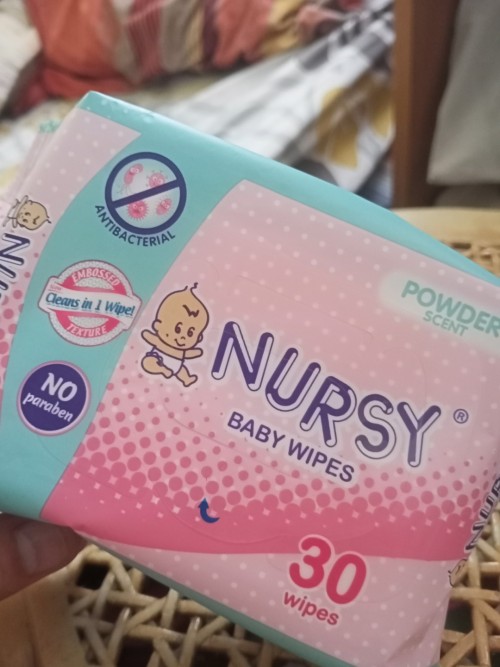 ANTIBACTERIAL
EMBOSSED
Cleans in 1 Wipe!
TEXTURE
NO
paraben
POWDER
SCENT
NURSY®
BABY WIPES
30
wipes